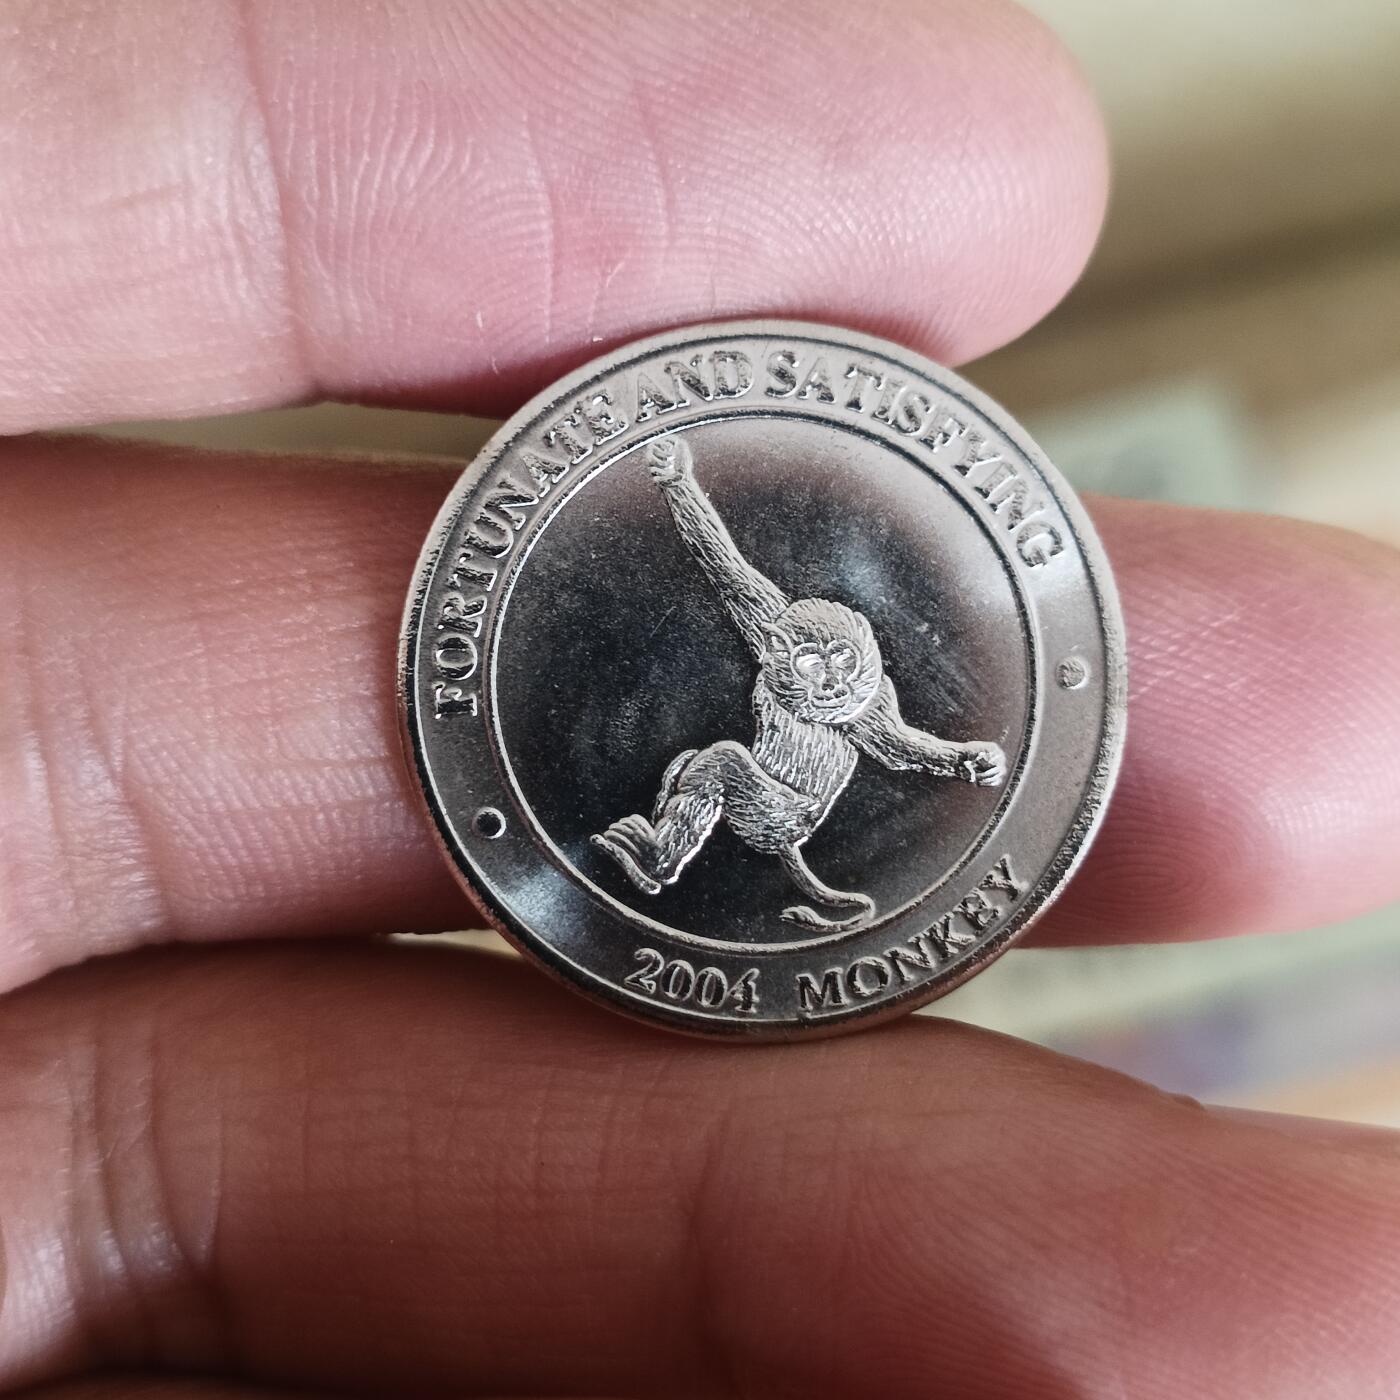 FORTUNATE AND SATISFYING
2004 MONKEY